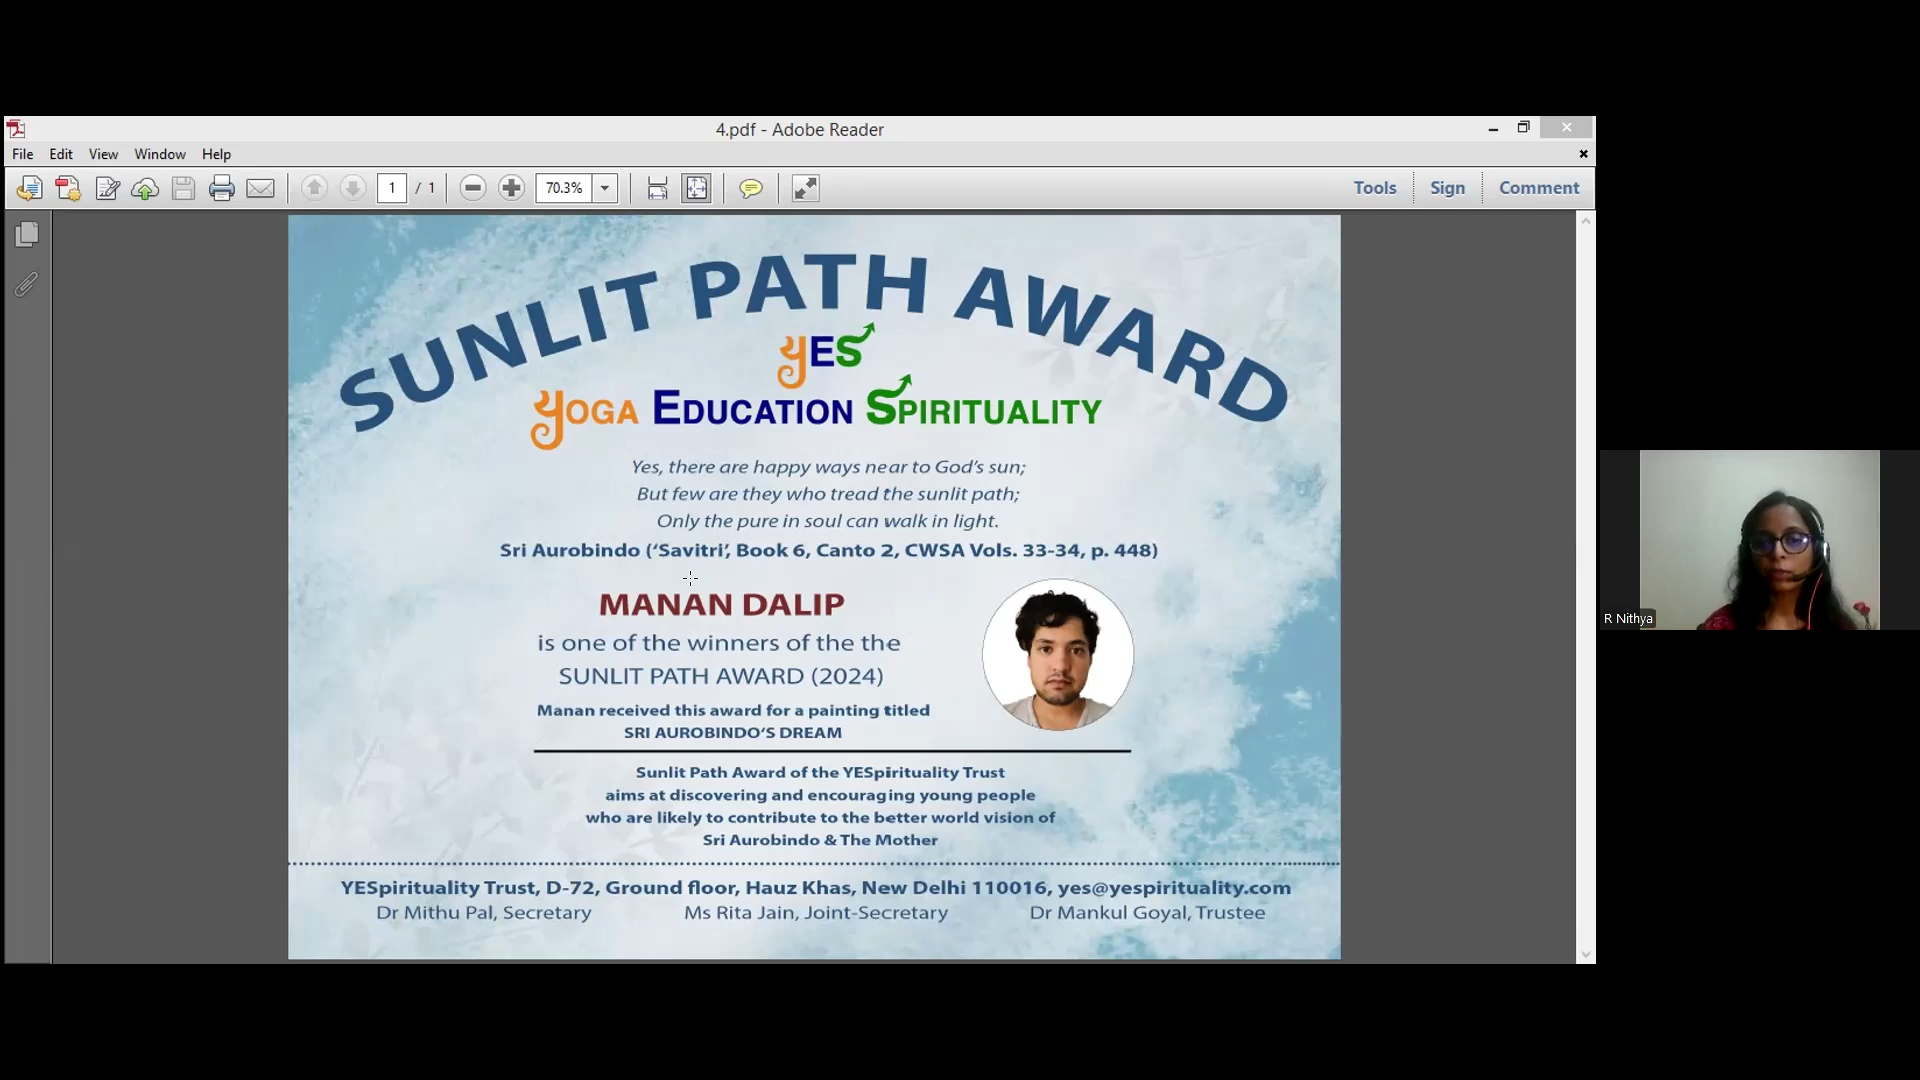 4.pdf - Adobe Reader
File Edit View Window Help
1 / 1 70.3% Tools Sign Comment
SUNLIT PATH AWARD
YES
YOGA EDUCATION SPIRITUALITY
Yes, there are happy ways near to God's sun;
But few are they who tread the sunlit path;
Only the pure in soul can walk in light.
Sri Aurobindo ('Savitri', Book 6, Canto 2, CWSA Vols. 33-34, p. 448)
MANAN DALIP
is one of the winners of the the
SUNLIT PATH AWARD (2024)
Manan received this award for a painting titled
SRI AUROBINDO'S DREAM
Sunlit Path Award of the YESpirituality Trust
aims at discovering and encouraging young people
who are likely to contribute to the better world vision of
Sri Aurobindo & The Mother
YESpirituality Trust, D-72, Ground floor, Hauz Khas, New Delhi 110016, yes@yespirituality.com
Dr Mithu Pal, Secretary Ms Rita Jain, Joint-Secretary Dr Mankul Goyal, Trustee
R Nithya